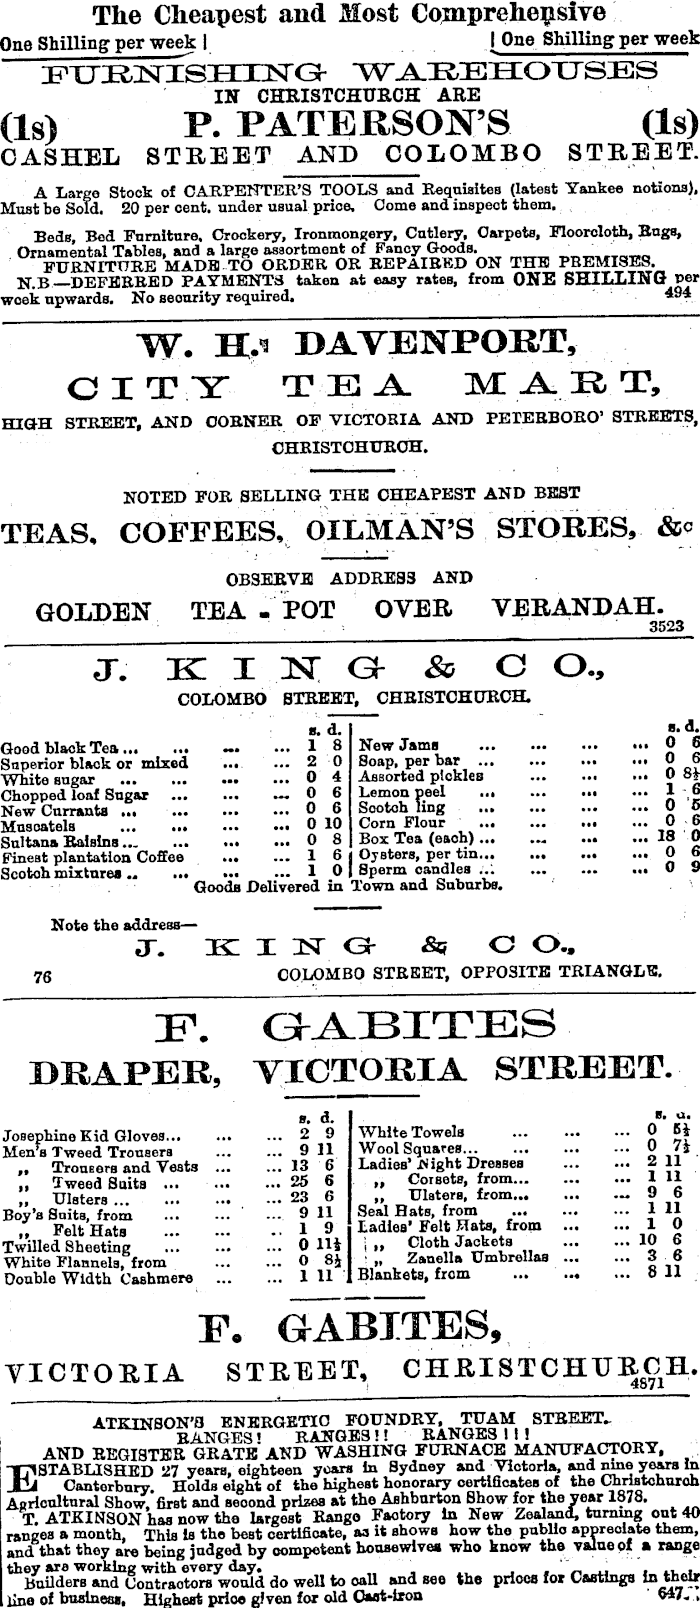 The Cheapest and Most Comprehensive
One Shilling per week | | One Shilling per week
FURNISHING WAREHOUSES
IN CHRISTCHURCH ARE
(1s) P. PATERSON'S (1s)
CASHEL STREET AND COLOMBO STREET.
A Large Stock of CARPENTER'S TOOLS and Requisites (latest Yankee notions),
Must be Sold. 20 per cent. under usual price. Come and inspect them.
Beds, Bed Furniture, Crockery, Ironmongery, Cutlery, Carpets, Floorcloth, Rugs,
Ornamental Tables, and a large assortment of Fancy Goods.
FURNITURE MADE TO ORDER OR REPAIRED ON THE PREMISES.
N.B—DEFERRED PAYMENTS taken at easy rates, from ONE SHILLING per
week upwards. No security required. 494
W. H. DAVENPORT,
CITY TEA MART,
HIGH STREET, AND CORNER OF VICTORIA AND PETERBORO' STREETS,
CHRISTCHURCH.
NOTED FOR SELLING THE CHEAPEST AND BEST
TEAS, COFFEES, OILMAN'S STORES, &c
OBSERVE ADDRESS AND
GOLDEN TEA-POT OVER VERANDAH.
3523
J. KING & CO.,
COLOMBO STREET, CHRISTCHURCH.
s. d.
Good black Tea ... ... ... ... 1 8
Superior black or mixed ... ... 2 0
White sugar ... ... ... ... 0 4
Chopped loaf Sugar ... ... ... 0 6
New Currants ... ... ... ... 0 6
Muscatels ... ... ... ... 0 10
Sultana Raisins ... ... ... ... 0 8
Finest plantation Coffee ... ... 1 6
Scotch mixtures .. ... ... ... 1 0
s. d.
New Jams ... ... ... ... 0 6
Soap, per bar ... ... ... ... 0 6
Assorted pickles ... ... ... 0 8½
Lemon peel ... ... ... ... 1 6
Scotch ling ... ... ... ... 0 5
Corn Flour ... ... ... ... 0 6
Box Tea (each) ... ... ... ... 18 0
Oysters, per tin... ... ... ... 0 6
Sperm candles ... ... ... ... 0 9
Goods Delivered in Town and Suburbs.
Note the address—
J. KING & CO.,
76 COLOMBO STREET, OPPOSITE TRIANGLE.
F. GABITES
DRAPER, VICTORIA STREET.
s. d.
Josephine Kid Gloves... ... ... 2 9
Men's Tweed Trousers ... ... 9 11
„ Trousers and Vests ... ... 13 6
„ Tweed Suits ... ... ... 25 6
„ Ulsters ... ... ... ... 23 6
Boy's Suits, from ... ... ... 9 11
„ Felt Hats ... ... .. 1 9
Twilled Sheeting ... ... ... 0 11½
White Flannels, from ... ... 0 8½
Double Width Cashmere ... ... 1 11
s. d.
White Towels ... ... ... 0 5½
Wool Squares... ... ... ... 0 7½
Ladies' Night Dresses ... ... 2 11
„ Corsets, from... ... ... 1 11
„ Ulsters, from... ... ... 9 6
Seal Hats, from ... ... ... 1 11
Ladies' Felt Hats, from ... ... 1 0
„ Cloth Jackets ... ... 10 6
„ Zanella Umbrellas ... ... 3 6
Blankets, from ... ... ... 8 11
F. GABITES,
VICTORIA STREET, CHRISTCHURCH.
4871
ATKINSON'S ENERGETIC FOUNDRY, TUAM STREET.
RANGES! RANGES!! RANGES!!!
AND REGISTER GRATE AND WASHING FURNACE MANUFACTORY,
ESTABLISHED 27 years, eighteen years in Sydney and Victoria, and nine years in
Canterbury. Holds eight of the highest honorary certificates of the Christchurch
Agricultural Show, first and second prizes at the Ashburton Show for the year 1878.
T. ATKINSON has now the largest Range Factory in New Zealand, turning out 40
ranges a month, This is the best certificate, as it shows how the public appreciate them,
and that they are being judged by competent housewives who know the value of a range
they are working with every day.
Builders and Contractors would do well to call and see the prices for Castings in their
line of business, Highest price given for old Cast-iron 647